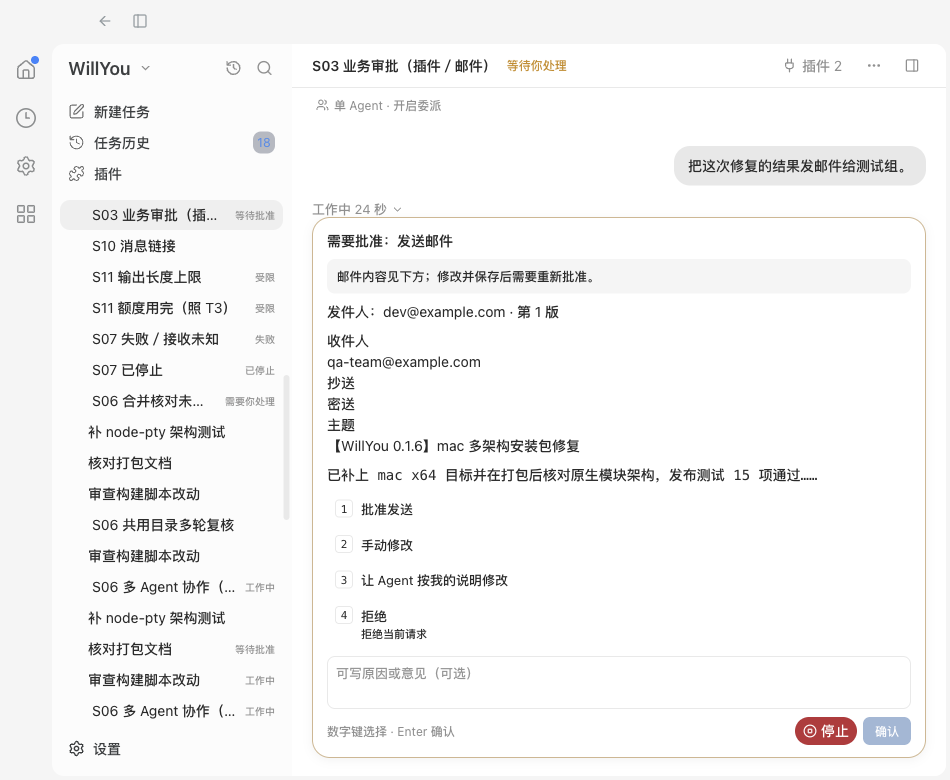 WillYou
新建任务
任务历史
18
插件
S03 业务审批（插... 等待批准
S10 消息链接
S11 输出长度上限 受限
S11 额度用完（照 T3） 受限
S07 失败 / 接收未知 失败
S07 已停止 已停止
S06 合并核对未... 需要你处理
补 node-pty 架构测试
核对打包文档
审查构建脚本改动
S06 共用目录多轮复核
审查构建脚本改动
S06 多 Agent 协作（... 工作中
补 node-pty 架构测试
核对打包文档 等待批准
审查构建脚本改动 工作中
S06 多 Agent 协作（... 工作中
设置
S03 业务审批（插件 / 邮件） 等待你处理
插件 2
单 Agent · 开启委派
把这次修复的结果发邮件给测试组。
工作中 24 秒
需要批准：发送邮件
邮件内容见下方；修改并保存后需要重新批准。
发件人：dev@example.com · 第 1 版
收件人
qa-team@example.com
抄送
密送
主题
【WillYou 0.1.6】mac 多架构安装包修复
已补上 mac x64 目标并在打包后核对原生模块架构，发布测试 15 项通过……
1 批准发送
2 手动修改
3 让 Agent 按我的说明修改
4 拒绝
拒绝当前请求
可写原因或意见（可选）
数字键选择 · Enter 确认
停止
确认